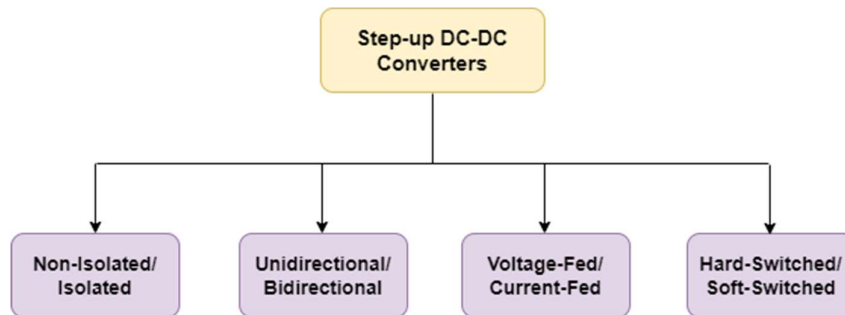 Step-up DC-DC
Converters
Non-Isolated/
Isolated
Unidirectional/
Bidirectional
Voltage-Fed/
Current-Fed
Hard-Switched/
Soft-Switched